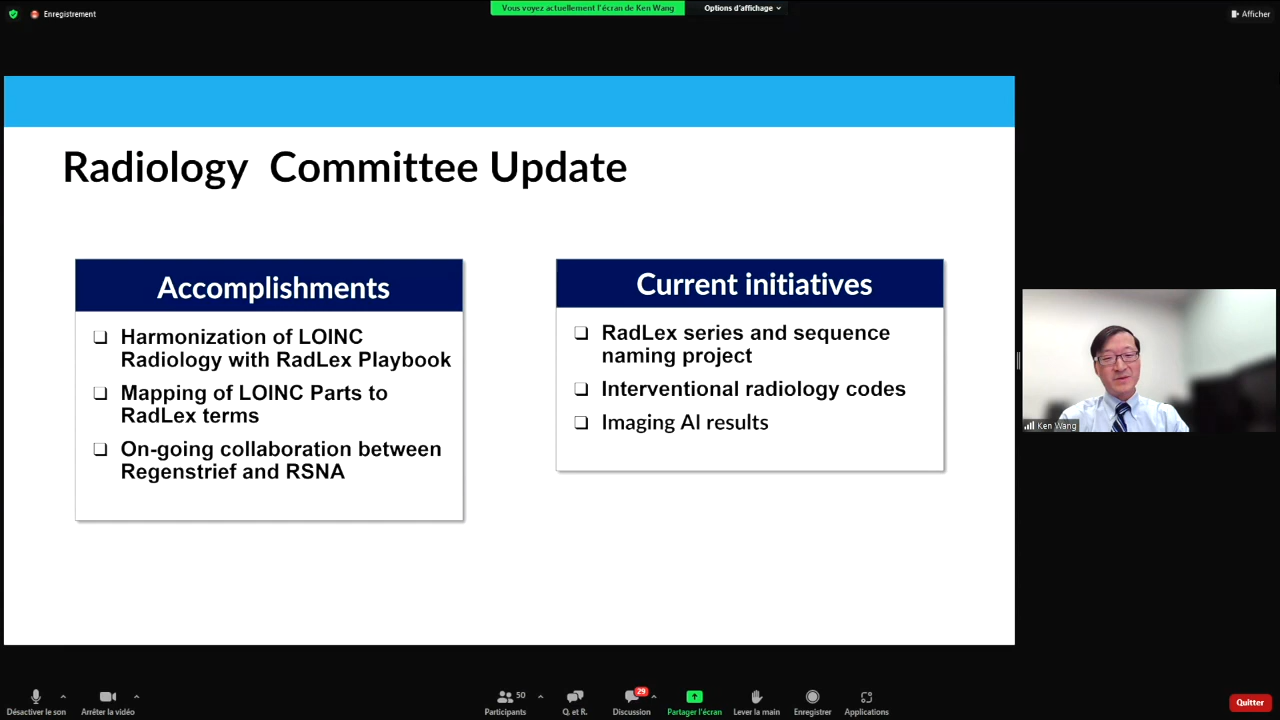 Enregistrement
Vous voyez actuellement l'écran de Ken Wang
Options d'affichage
Afficher
Radiology Committee Update
Accomplishments
Harmonization of LOINC
Radiology with RadLex Playbook
Mapping of LOINC Parts to
RadLex terms
On-going collaboration between
Regenstrief and RSNA
Current initiatives
RadLex series and sequence
naming project
Interventional radiology codes
Imaging AI results
Ken Wang
Désactiver le son
Arrêter la vidéo
50
Participants
Q. et R.
29
Discussion
Partager l'écran
Lever la main
Enregistrer
Applications
Quitter